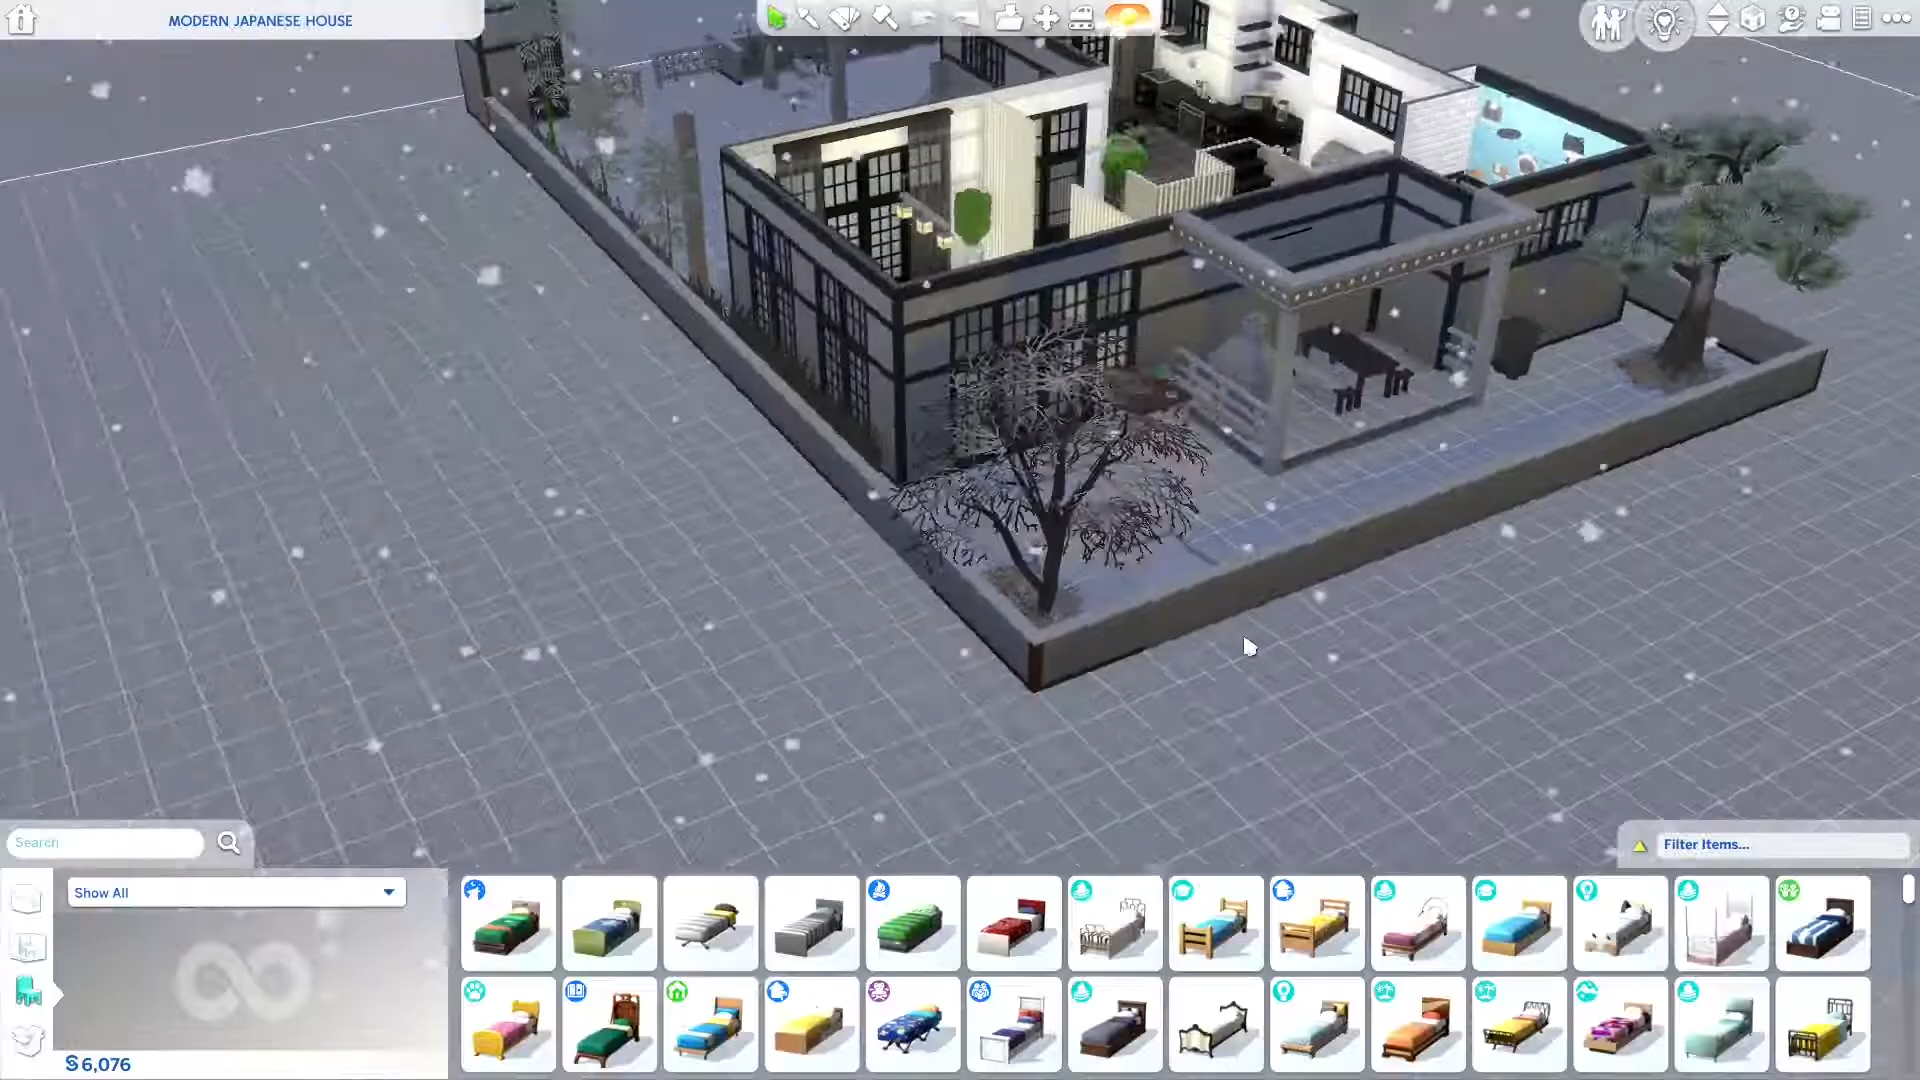 MODERN JAPANESE HOUSE
Search
Filter Items...
Show All
§6,076